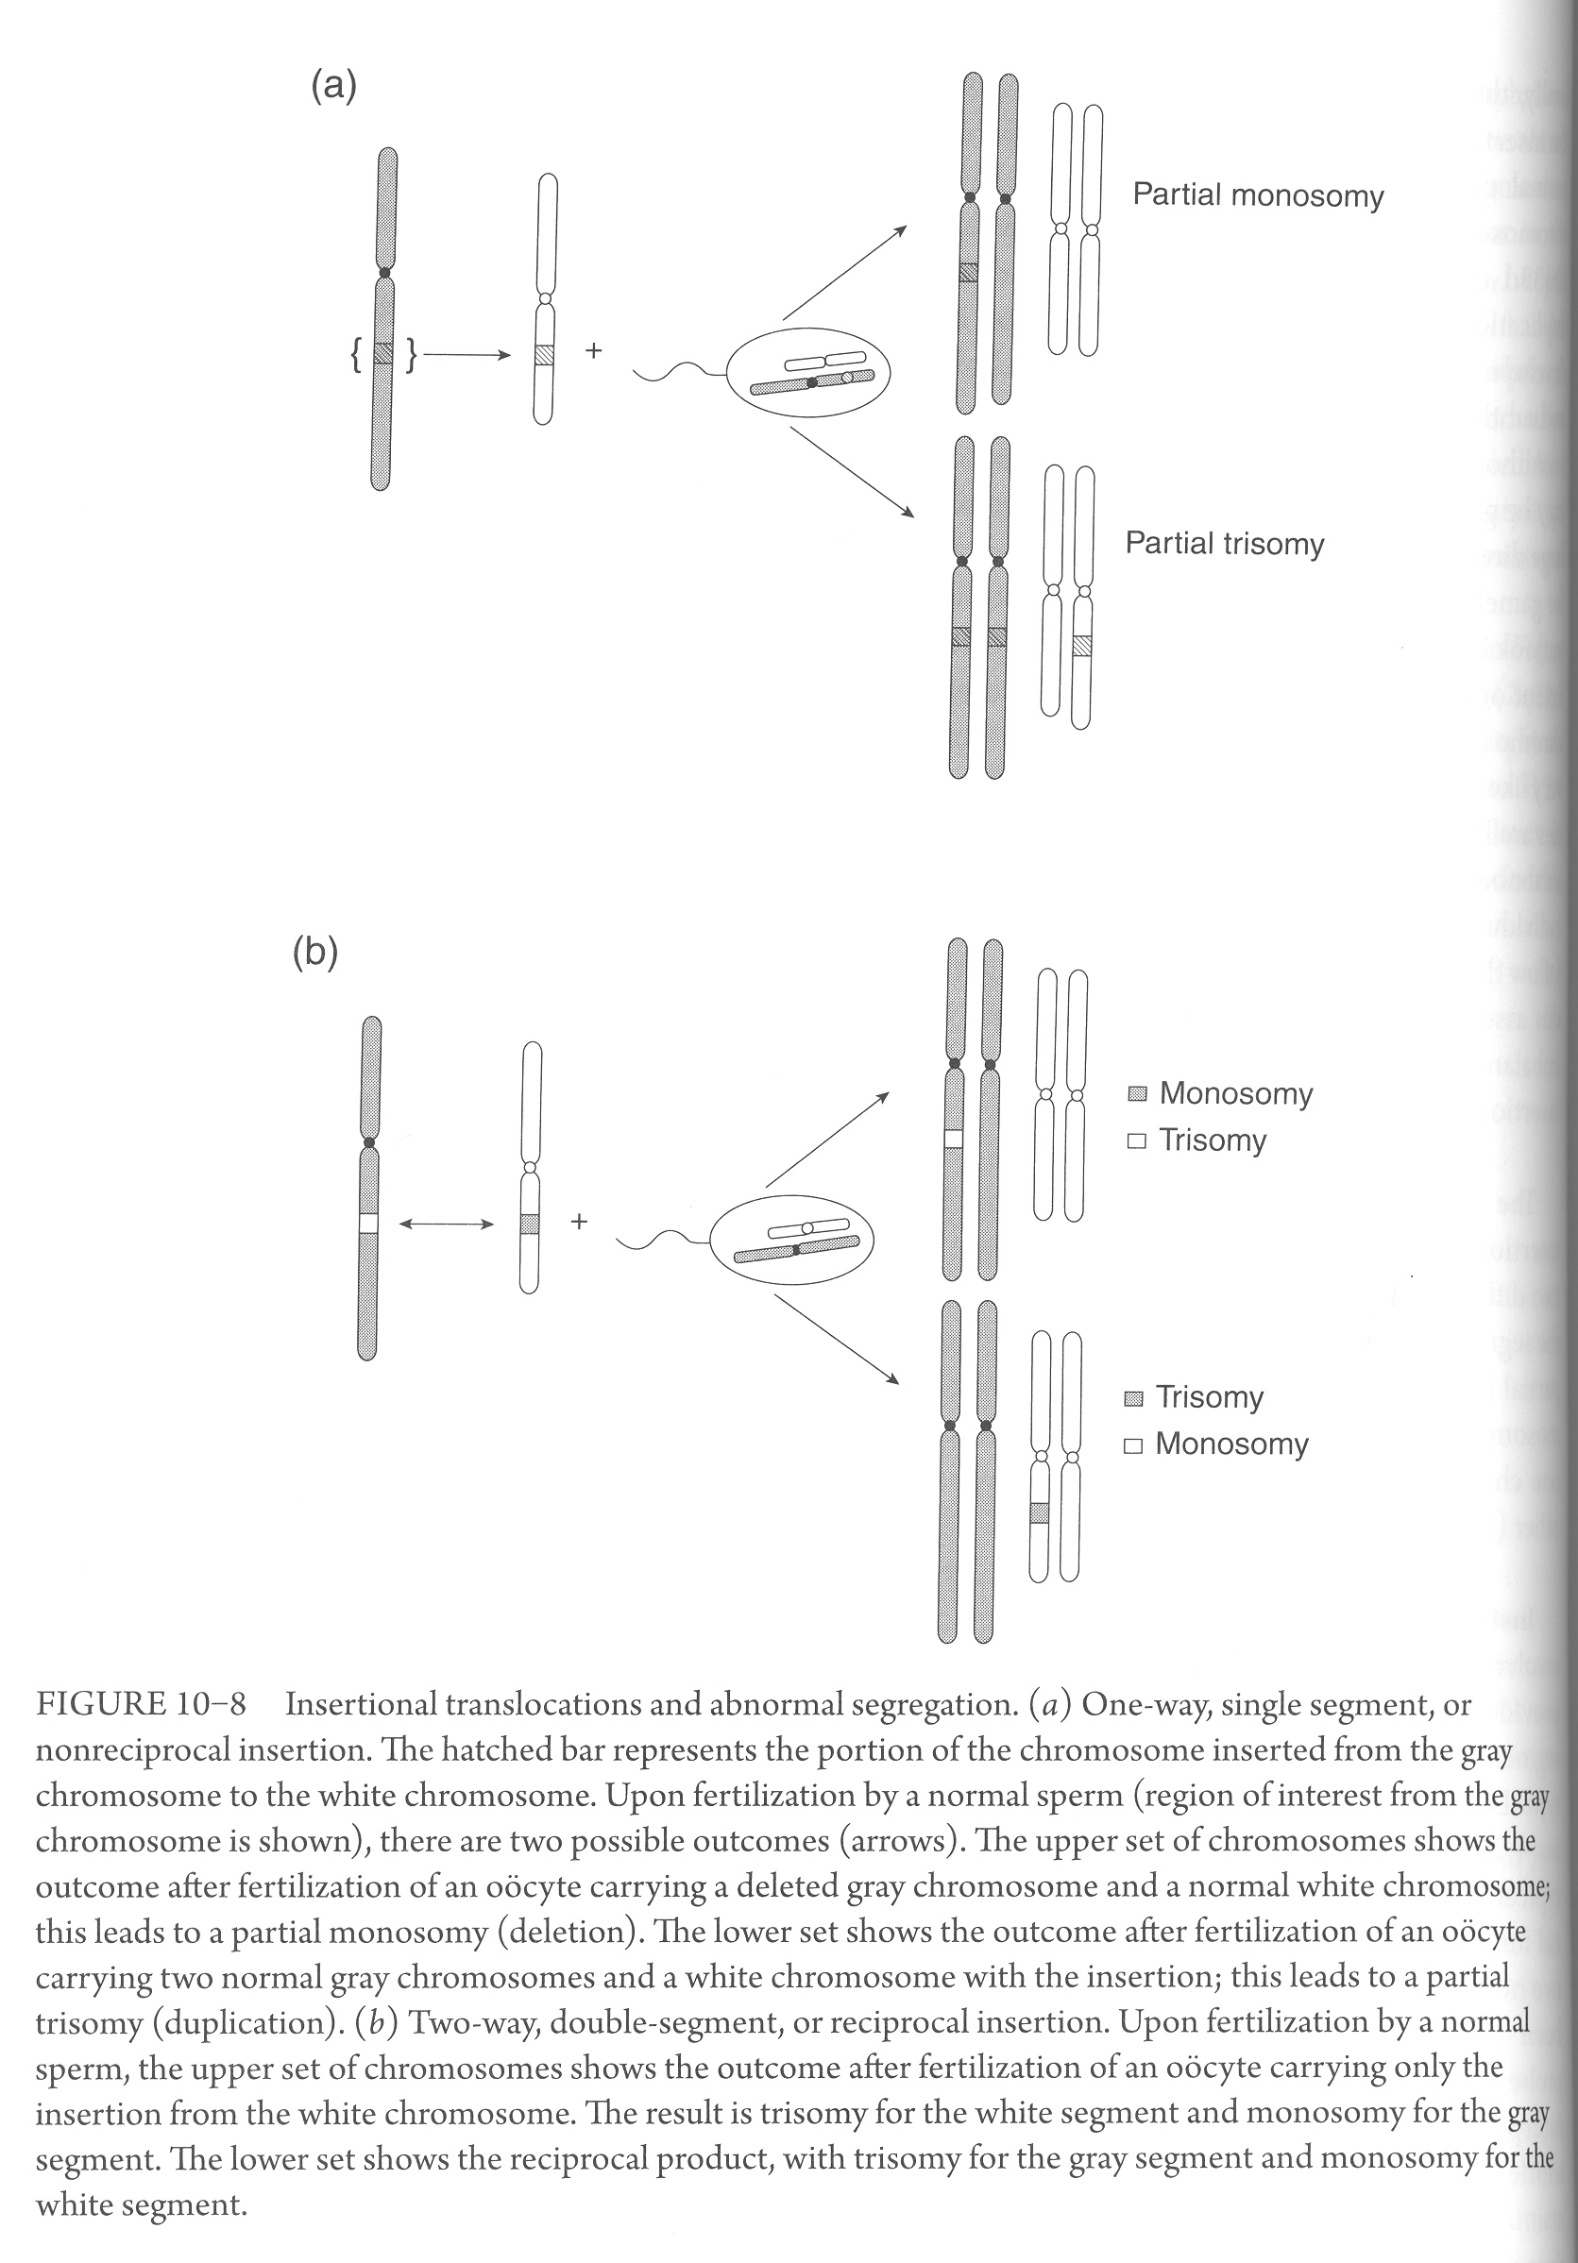 (a)
Partial monosomy
{ }
+
Partial trisomy
(b)
Monosomy
Trisomy
+
Trisomy
Monosomy
FIGURE 10–8 Insertional translocations and abnormal segregation. (a) One-way, single segment, or
nonreciprocal insertion. The hatched bar represents the portion of the chromosome inserted from the gray
chromosome to the white chromosome. Upon fertilization by a normal sperm (region of interest from the gray
chromosome is shown), there are two possible outcomes (arrows). The upper set of chromosomes shows the
outcome after fertilization of an oöcyte carrying a deleted gray chromosome and a normal white chromosome;
this leads to a partial monosomy (deletion). The lower set shows the outcome after fertilization of an oöcyte
carrying two normal gray chromosomes and a white chromosome with the insertion; this leads to a partial
trisomy (duplication). (b) Two-way, double-segment, or reciprocal insertion. Upon fertilization by a normal
sperm, the upper set of chromosomes shows the outcome after fertilization of an oöcyte carrying only the
insertion from the white chromosome. The result is trisomy for the white segment and monosomy for the gray
segment. The lower set shows the reciprocal product, with trisomy for the gray segment and monosomy for the
white segment.